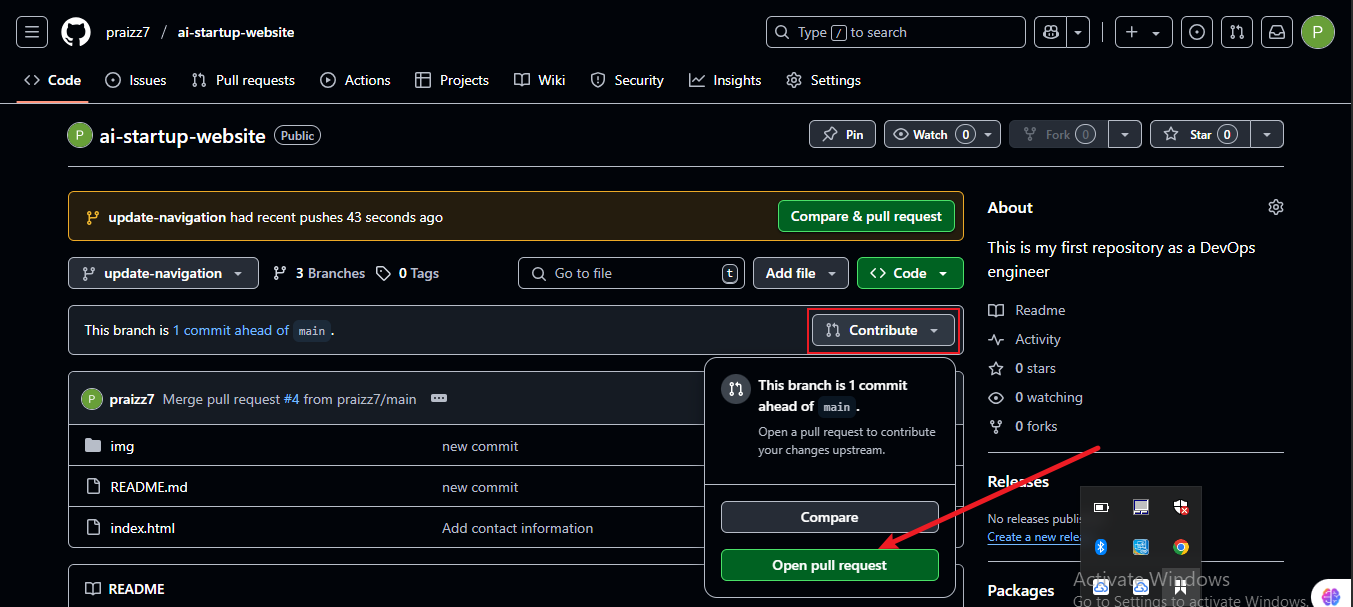 praizz7 / ai-startup-website
Type / to search
P
Code Issues Pull requests Actions Projects Wiki Security Insights Settings
P ai-startup-website Public
Pin Watch 0 Fork 0 Star 0
update-navigation had recent pushes 43 seconds ago Compare & pull request
update-navigation 3 Branches 0 Tags Go to file t Add file Code
This branch is 1 commit ahead of main . Contribute
This branch is 1 commit
ahead of main .
Open a pull request to contribute
your changes upstream.
Compare
Open pull request
P praizz7 Merge pull request #4 from praizz7/main
img new commit
README.md new commit
index.html Add contact information
README
About
This is my first repository as a DevOps
engineer
Readme
Activity
0 stars
0 watching
0 forks
Releases
No releases publis
Create a new relea
Packages
Activate Windows
Go to Settings to activate Windows.